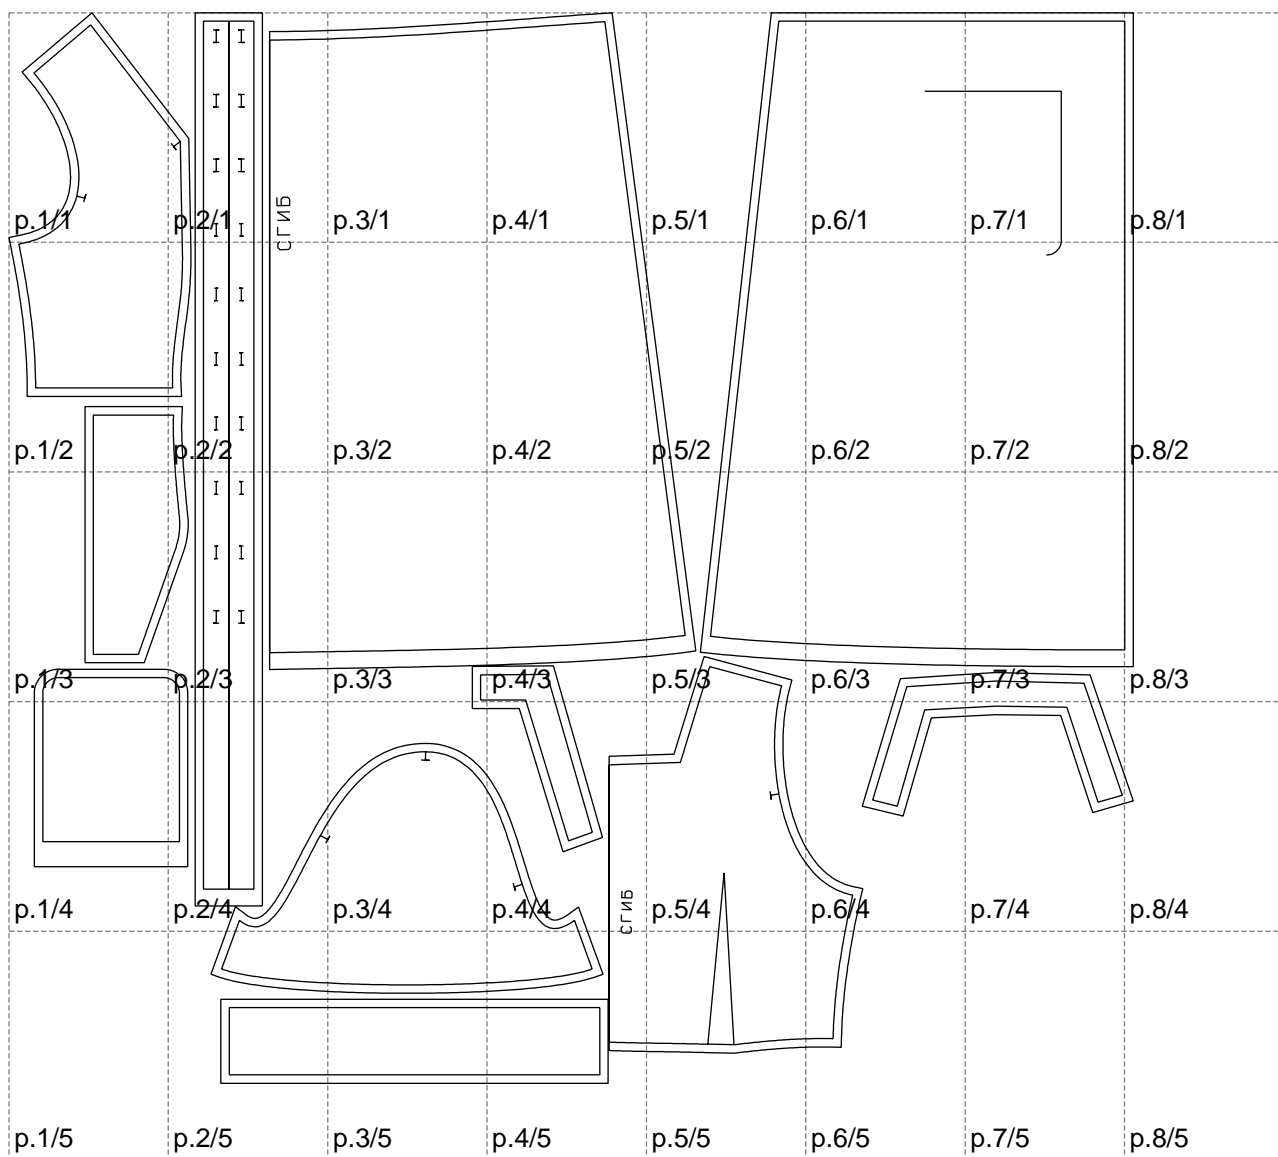 СГИБ
p.1/1 p.2/1 p.3/1 p.4/1 p.5/1 p.6/1 p.7/1 p.8/1
p.1/2 p.2/2 p.3/2 p.4/2 p.5/2 p.6/2 p.7/2 p.8/2
p.1/3 p.2/3 p.3/3 p.4/3 p.5/3 p.6/3 p.7/3 p.8/3
СГИБ
p.1/4 p.2/4 p.3/4 p.4/4 p.5/4 p.6/4 p.7/4 p.8/4
p.1/5 p.2/5 p.3/5 p.4/5 p.5/5 p.6/5 p.7/5 p.8/5